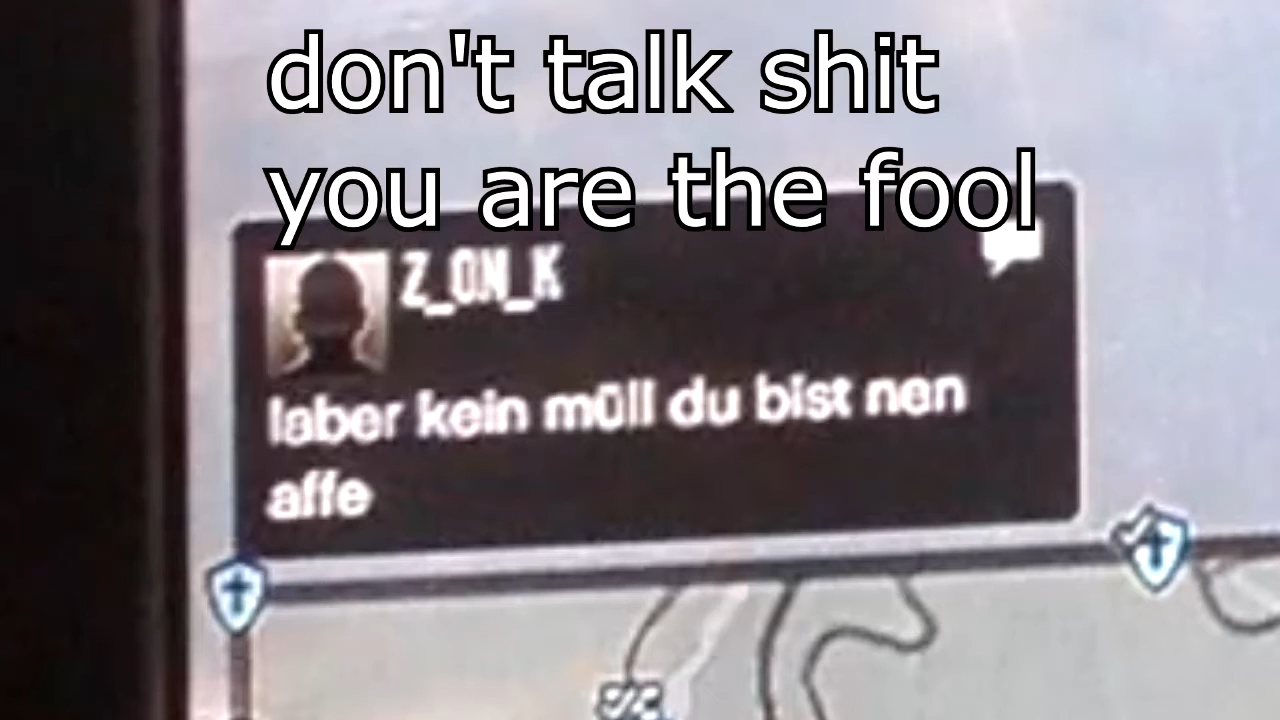 don't talk shit
you are the fool
Z_ON_K
laber kein müll du bist nen
affe